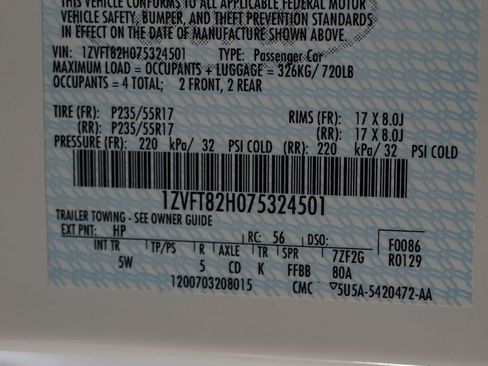 THIS VEHICLE CONFORMS TO ALL APPLICABLE FEDERAL MOTOR
VEHICLE SAFETY, BUMPER, AND THEFT PREVENTION STANDARDS
IN EFFECT ON THE DATE OF MANUFACTURE SHOWN ABOVE.
VIN: 1ZVFT82H075324501 TYPE: Passenger Car
MAXIMUM LOAD = OCCUPANTS + LUGGAGE = 326KG/ 720LB
OCCUPANTS = 4 TOTAL; 2 FRONT, 2 REAR
TIRE (FR): P235/55R17 RIMS (FR): 17 X 8.0J
(RR): P235/55R17 (RR): 17 X 8.0J
PRESSURE (FR): 220 kPa/ 32 PSI COLD (RR): 220 kPa/ 32 PSI COLD
1ZVFT82H075324501
TRAILER TOWING - SEE OWNER GUIDE
EXT PNT: HP RC: 56 DSO: F0086
INT TR TP/PS R AXLE TR SPR 7ZF2G R0129
5W 5 CD K FFBB 80A
1200703208015 CMC ▽5U5A-5420472-AA